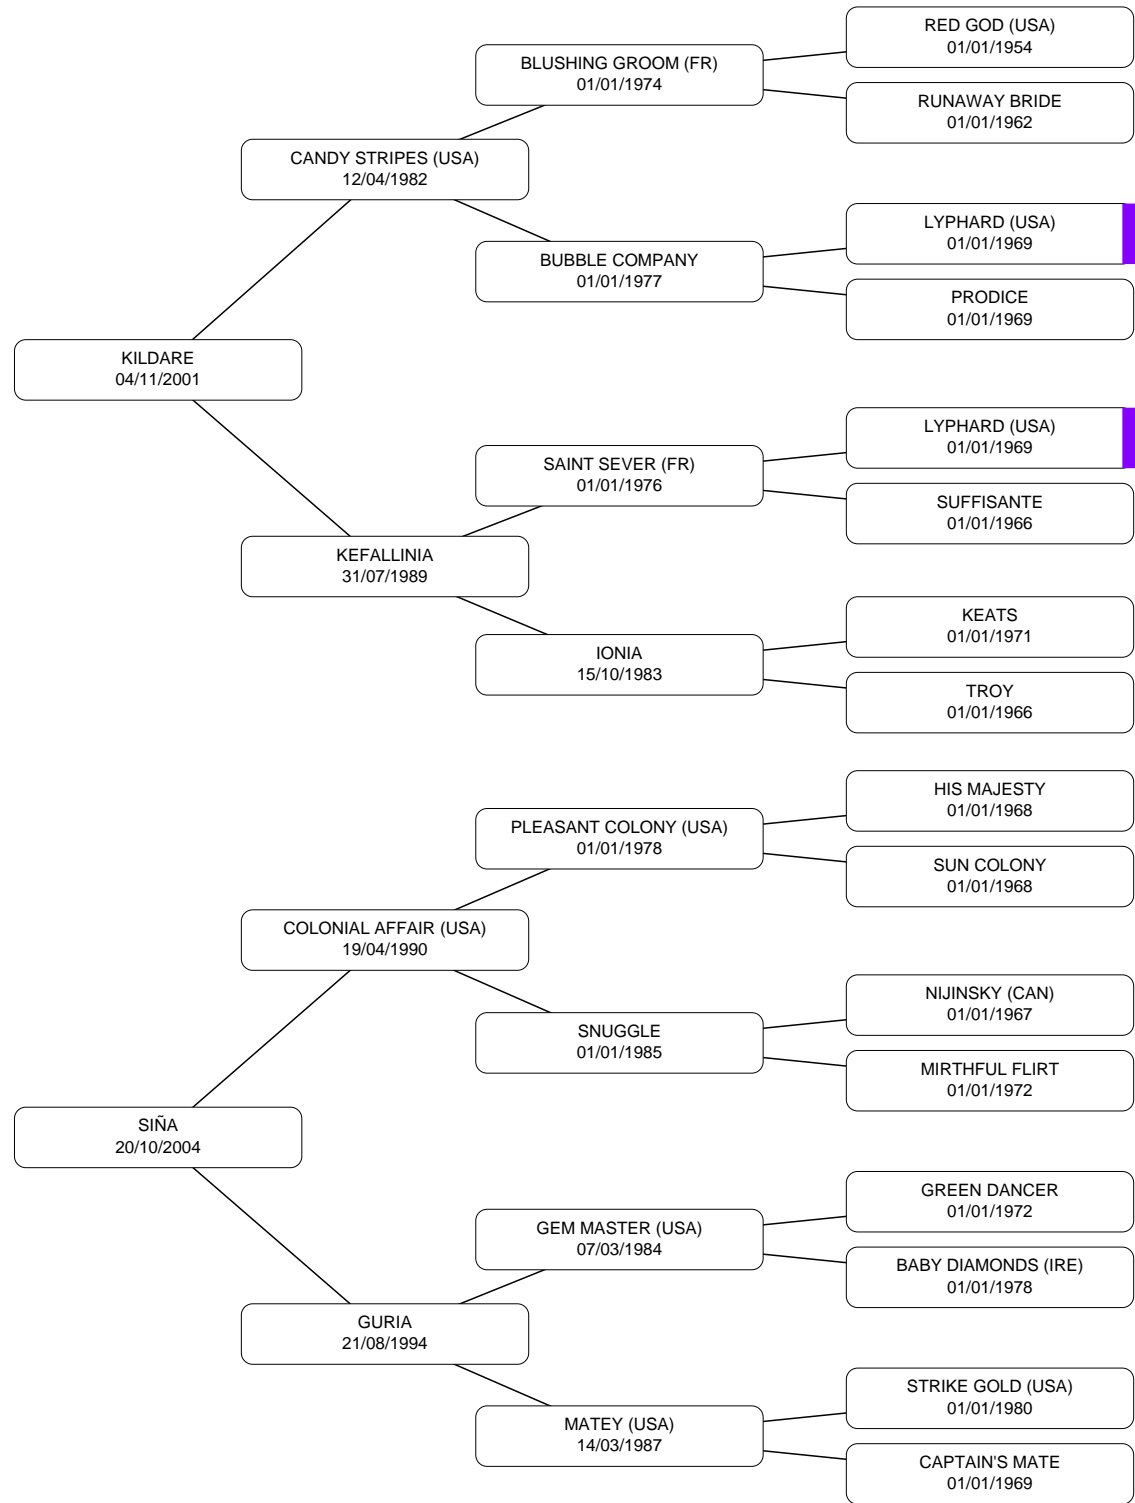 RED GOD (USA)
01/01/1954
BLUSHING GROOM (FR)
01/01/1974
RUNAWAY BRIDE
01/01/1962
CANDY STRIPES (USA)
12/04/1982
LYPHARD (USA)
01/01/1969
BUBBLE COMPANY
01/01/1977
PRODICE
01/01/1969
KILDARE
04/11/2001
LYPHARD (USA)
01/01/1969
SAINT SEVER (FR)
01/01/1976
SUFFISANTE
01/01/1966
KEFALLINIA
31/07/1989
KEATS
01/01/1971
IONIA
15/10/1983
TROY
01/01/1966
HIS MAJESTY
01/01/1968
PLEASANT COLONY (USA)
01/01/1978
SUN COLONY
01/01/1968
COLONIAL AFFAIR (USA)
19/04/1990
NIJINSKY (CAN)
01/01/1967
SNUGGLE
01/01/1985
MIRTHFUL FLIRT
01/01/1972
SIÑA
20/10/2004
GREEN DANCER
01/01/1972
GEM MASTER (USA)
07/03/1984
BABY DIAMONDS (IRE)
01/01/1978
GURIA
21/08/1994
STRIKE GOLD (USA)
01/01/1980
MATEY (USA)
14/03/1987
CAPTAIN'S MATE
01/01/1969